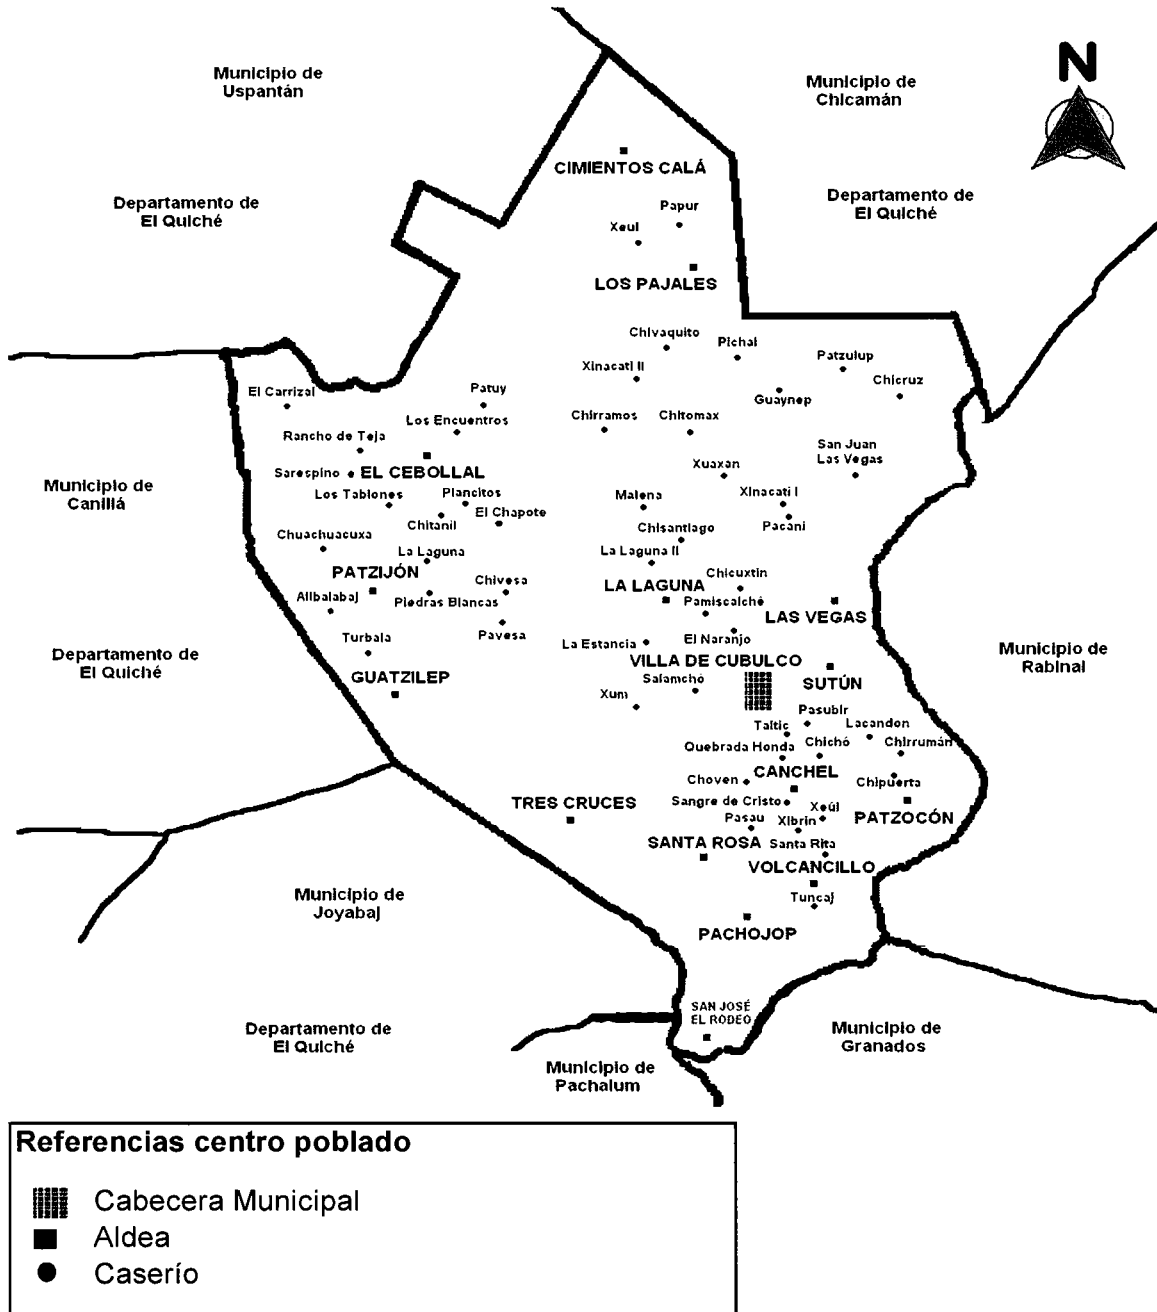 N
Municipio de
Uspantán
Municipio de
Chicamán
CIMIENTOS CALÁ
Departamento de
El Quiché
Departamento de
El Quiché
Papur
Xeul
LOS PAJALES
Chivaquito
Pichal
Patzulup
Xinacati II
Chicruz
El Carrizal
Patuy
Guaynep
Los Encuentros
Chirramos
Chitomax
Rancho de Teja
San Juan
Las Vegas
Sarespino
EL CEBOLLAL
Xuaxan
Municipio de
Canillá
Los Tablones
Plancitos
Malena
Xinacati I
El Chapote
Chitanil
Pacani
Chuachuacuxa
Chisantiago
La Laguna
La Laguna II
PATZIJÓN
Chivesa
LA LAGUNA
Chicuxtin
Alibalabaj
Piedras Blancas
Pamiscalché
LAS VEGAS
Turbala
Pavesa
La Estancia
El Naranjo
Municipio de
Rabinal
Departamento de
El Quiché
VILLA DE CUBULCO
GUATZILEP
Salamchó
SUTÚN
Xum
Pasubir
Taltic
Lacandon
Quebrada Honda
Chichó
Chirrumán
Choven
CANCHEL
Chipuerta
TRES CRUCES
Sangre de Cristo
Xeúl
Pasau
Xibrin
PATZOCÓN
SANTA ROSA
Santa Rita
VOLCANCILLO
Municipio de
Joyabaj
Tuncaj
PACHOJOP
SAN JOSÉ
EL RODEO
Departamento de
El Quiché
Municipio de
Granados
Municipio de
Pachalum
Referencias centro poblado
Cabecera Municipal
Aldea
Caserío